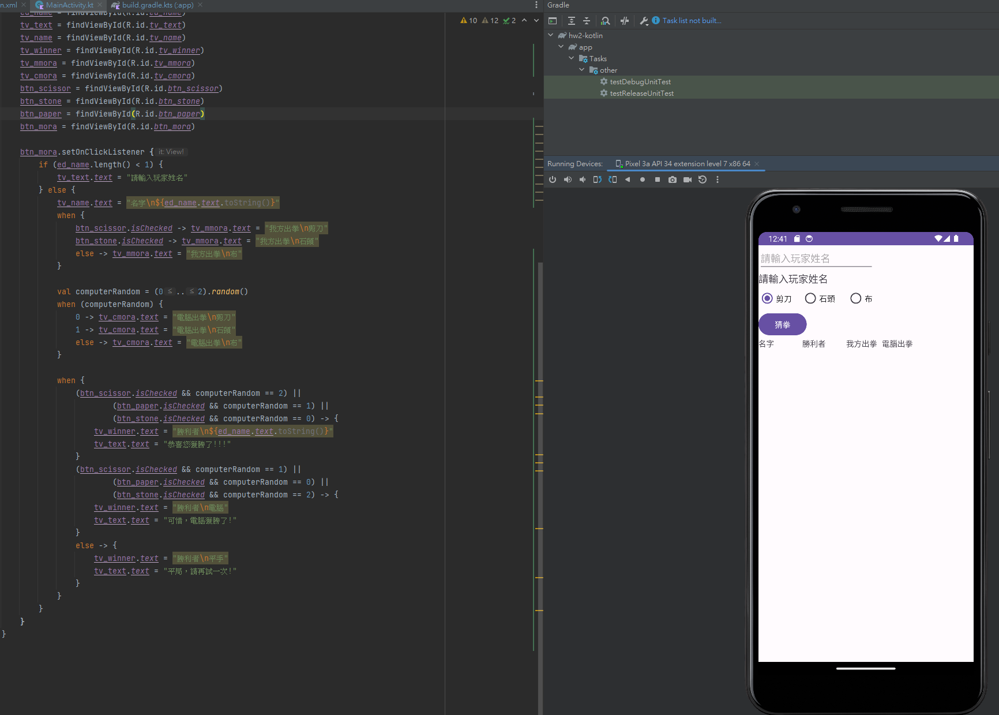 n.xml
MainActivity.kt
build.gradle.kts (:app)
ed_name = findViewById(R.id.ed_name)
tv_text = findViewById(R.id.tv_text)
tv_name = findViewById(R.id.tv_name)
tv_winner = findViewById(R.id.tv_winner)
tv_mmora = findViewById(R.id.tv_mmora)
tv_cmora = findViewById(R.id.tv_cmora)
btn_scissor = findViewById(R.id.btn_scissor)
btn_stone = findViewById(R.id.btn_stone)
btn_paper = findViewById(R.id.btn_paper)
btn_mora = findViewById(R.id.btn_mora)
btn_mora.setOnClickListener { it: View!
if (ed_name.length() < 1) {
tv_text.text = "請輸入玩家姓名"
} else {
tv_name.text = "名字\n${ed_name.text.toString()}"
when {
btn_scissor.isChecked -> tv_mmora.text = "我方出拳\n剪刀"
btn_stone.isChecked -> tv_mmora.text = "我方出拳\n石頭"
else -> tv_mmora.text = "我方出拳\n布"
}
val computerRandom = (0 ≤ .. ≤ 2).random()
when (computerRandom) {
0 -> tv_cmora.text = "電腦出拳\n剪刀"
1 -> tv_cmora.text = "電腦出拳\n石頭"
else -> tv_cmora.text = "電腦出拳\n布"
}
when {
(btn_scissor.isChecked && computerRandom == 2) ||
(btn_paper.isChecked && computerRandom == 1) ||
(btn_stone.isChecked && computerRandom == 0) -> {
tv_winner.text = "勝利者\n${ed_name.text.toString()}"
tv_text.text = "恭喜您獲勝了!!!"
}
(btn_scissor.isChecked && computerRandom == 1) ||
(btn_paper.isChecked && computerRandom == 0) ||
(btn_stone.isChecked && computerRandom == 2) -> {
tv_winner.text = "勝利者\n電腦"
tv_text.text = "可惜，電腦獲勝了!"
}
else -> {
tv_winner.text = "勝利者\n平手"
tv_text.text = "平局，請再試一次!"
}
}
}
}
}
10 12 2
Gradle
Task list not built...
hw2-kotlin
app
Tasks
other
testDebugUnitTest
testReleaseUnitTest
Running Devices: Pixel 3a API 34 extension level 7 x86 64
12:41
請輸入玩家姓名
請輸入玩家姓名
剪刀 石頭 布
猜拳
名字 勝利者 我方出拳 電腦出拳